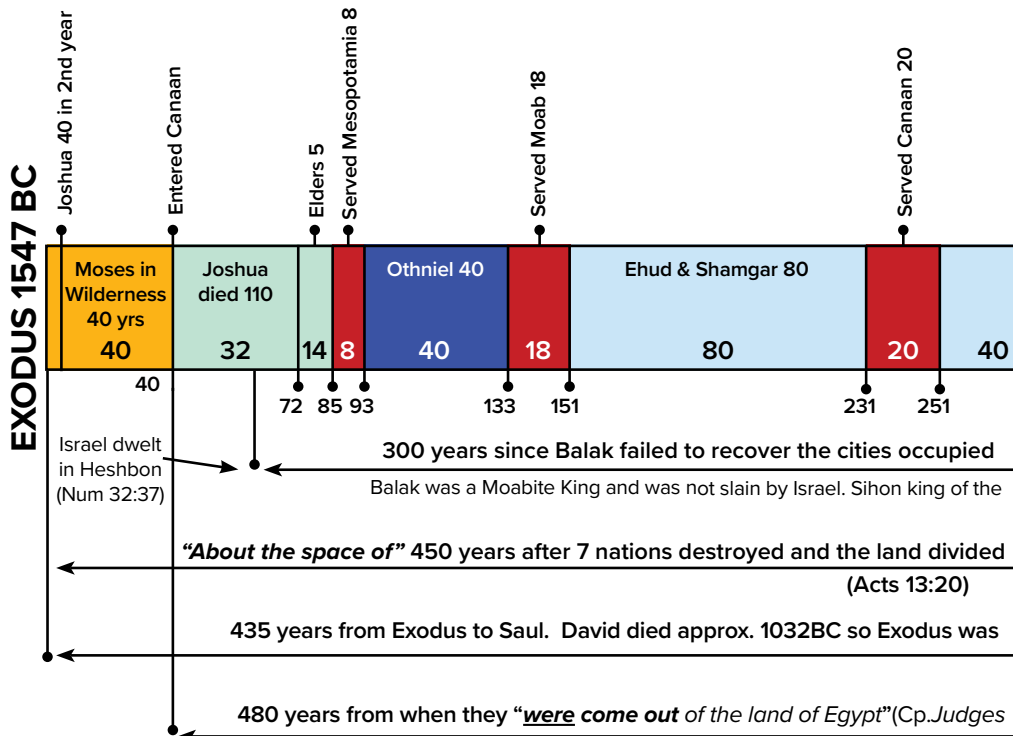 EXODUS 1547 BC
Joshua 40 in 2nd year
Entered Canaan
Elders 5
Served Mesopotamia 8
Served Moab 18
Served Canaan 20
Moses in
Wilderness
40 yrs
40
Joshua
died 110
32
14
8
Othniel 40
40
18
Ehud & Shamgar 80
80
20
40
40
72
85
93
133
151
231
251
Israel dwelt
in Heshbon
(Num 32:37)
300 years since Balak failed to recover the cities occupied
Balak was a Moabite King and was not slain by Israel. Sihon king of the
“About the space of” 450 years after 7 nations destroyed and the land divided
(Acts 13:20)
435 years from Exodus to Saul. David died approx. 1032BC so Exodus was
480 years from when they “were come out of the land of Egypt”(Cp.Judges